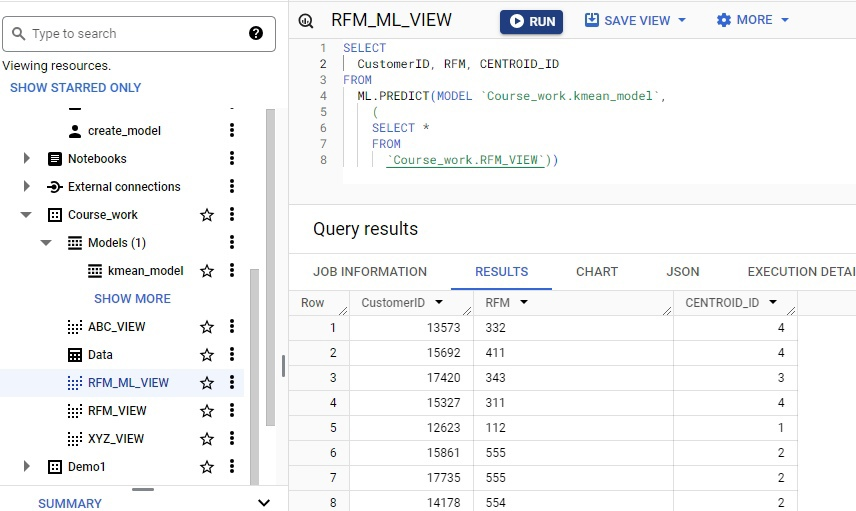 Type to search
Viewing resources.
SHOW STARRED ONLY
create_model
Notebooks
External connections
Course_work
Models (1)
kmean_model
SHOW MORE
ABC_VIEW
Data
RFM_ML_VIEW
RFM_VIEW
XYZ_VIEW
Demo1
SUMMARY
RFM_ML_VIEW RUN SAVE VIEW MORE
1 SELECT
2 CustomerID, RFM, CENTROID_ID
3 FROM
4 ML.PREDICT(MODEL `Course_work.kmean_model`,
5 (
6 SELECT *
7 FROM
8 `Course_work.RFM_VIEW`))
Query results
JOB INFORMATION RESULTS CHART JSON EXECUTION DETAI
Row CustomerID RFM CENTROID_ID
1 13573 332 4
2 15692 411 4
3 17420 343 3
4 15327 311 4
5 12623 112 1
6 15861 555 2
7 17735 555 2
8 14178 554 2